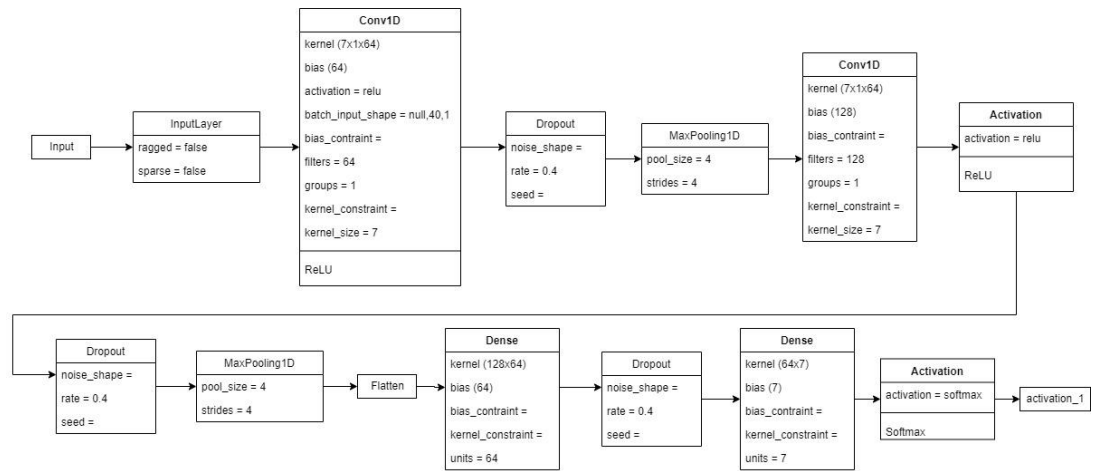 Input
InputLayer
ragged = false
sparse = false
Conv1D
kernel (7x1x64)
bias (64)
activation = relu
batch_input_shape = null,40,1
bias_contraint =
filters = 64
groups = 1
kernel_constraint =
kernel_size = 7
ReLU
Dropout
noise_shape =
rate = 0.4
seed =
MaxPooling1D
pool_size = 4
strides = 4
Conv1D
kernel (7x1x64)
bias (128)
bias_contraint =
filters = 128
groups = 1
kernel_constraint =
kernel_size = 7
Activation
activation = relu
ReLU
Dropout
noise_shape =
rate = 0.4
seed =
MaxPooling1D
pool_size = 4
strides = 4
Flatten
Dense
kernel (128x64)
bias (64)
bias_contraint =
kernel_constraint =
units = 64
Dropout
noise_shape =
rate = 0.4
seed =
Dense
kernel (64x7)
bias (7)
bias_contraint =
kernel_constraint =
units = 7
Activation
activation = softmax
Softmax
activation_1